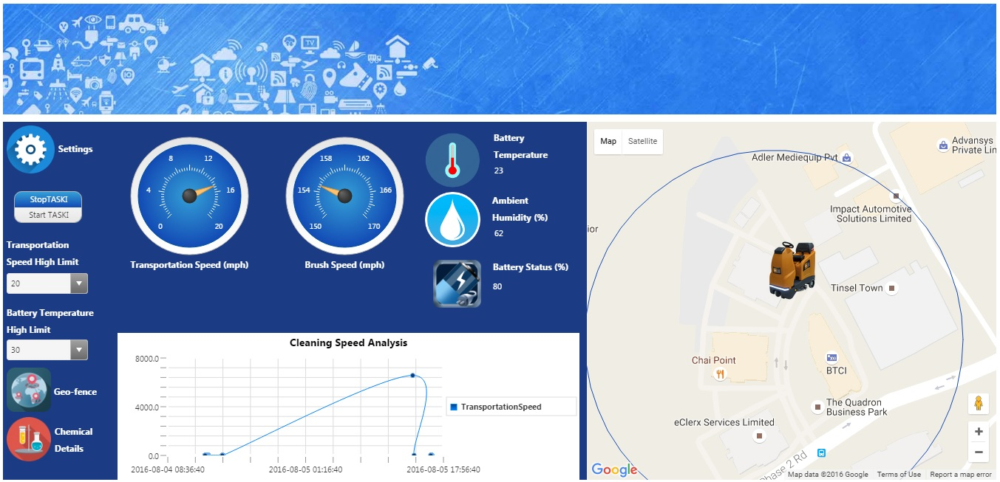 TV
Settings
StopTASKI
Start TASKI
Transportation
Speed High Limit
20
Battery Temperature
High Limit
30
Geo-fence
Chemical
Details
0
4
8
12
16
20
Transportation Speed (mph)
150
154
158
162
166
170
Brush Speed (mph)
Battery
Temperature
23
Ambient
Humidity (%)
62
Battery Status (%)
80
Cleaning Speed Analysis
8000.0
4000.0
0.0
2016-08-04 08:36:40
2016-08-05 01:16:40
2016-08-05 17:56:40
TransportationSpeed
Map
Satellite
Adler Mediequip Pvt
Advansys
Private Lin
Impact Automotive
Solutions Limited
ior
Tinsel Town
Chai Point
BTCI
The Quadron
Business Park
eClerx Services Limited
Phase 2 Rd
Google
Map data ©2016 Google
Terms of Use
Report a map error